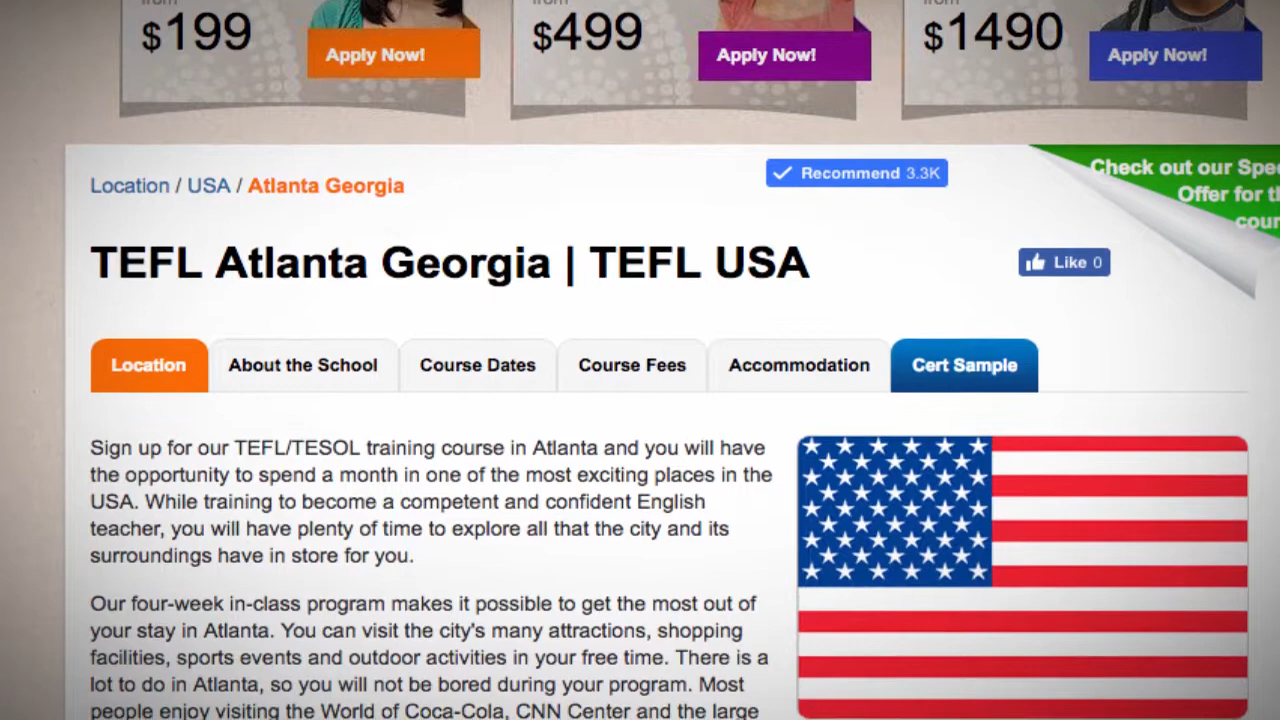 $199
Apply Now!
$499
Apply Now!
$1490
Apply Now!
Location / USA / Atlanta Georgia
Recommend 3.3K
Check out our
Offer for
TEFL Atlanta Georgia | TEFL USA
Like 0
Location
About the School
Course Dates
Course Fees
Accommodation
Cert Sample
Sign up for our TEFL/TESOL training course in Atlanta and you will have
the opportunity to spend a month in one of the most exciting places in the
USA. While training to become a competent and confident English
teacher, you will have plenty of time to explore all that the city and its
surroundings have in store for you.
Our four-week in-class program makes it possible to get the most out of
your stay in Atlanta. You can visit the city's many attractions, shopping
facilities, sports events and outdoor activities in your free time. There is a
lot to do in Atlanta, so you will not be bored during your program. Most
people enjoy visiting the World of Coca-Cola, CNN Center and the large